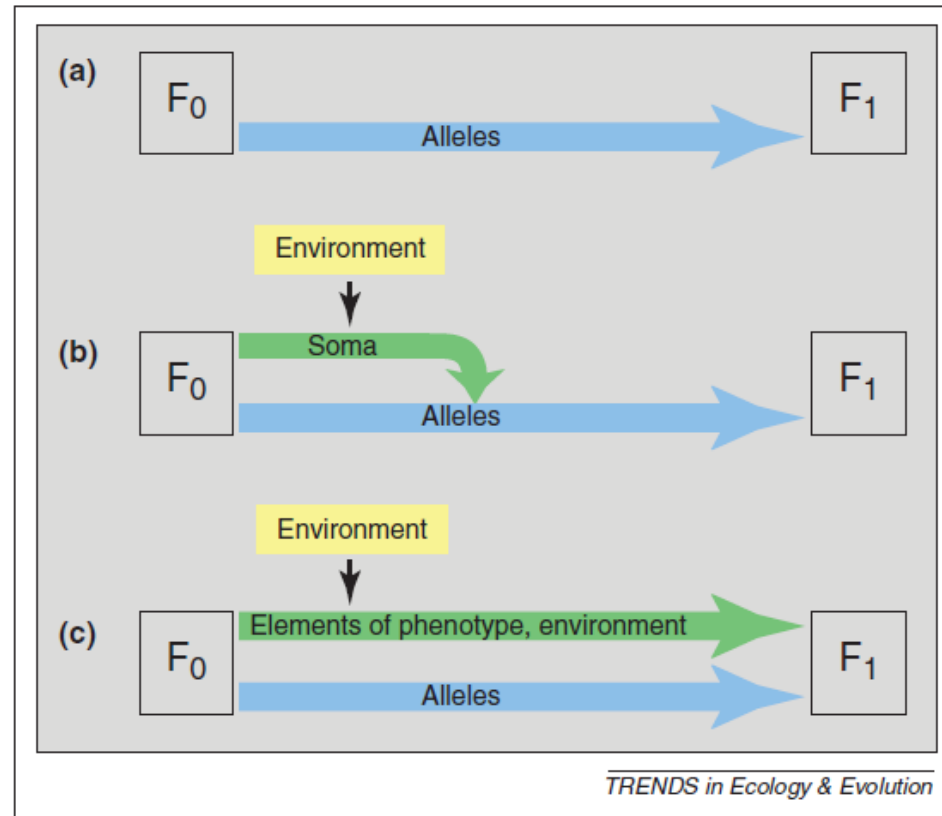 (a)
F0
Alleles
F1
Environment
(b)
F0
Soma
Alleles
F1
Environment
(c)
F0
Elements of phenotype, environment
Alleles
F1
TRENDS in Ecology & Evolution